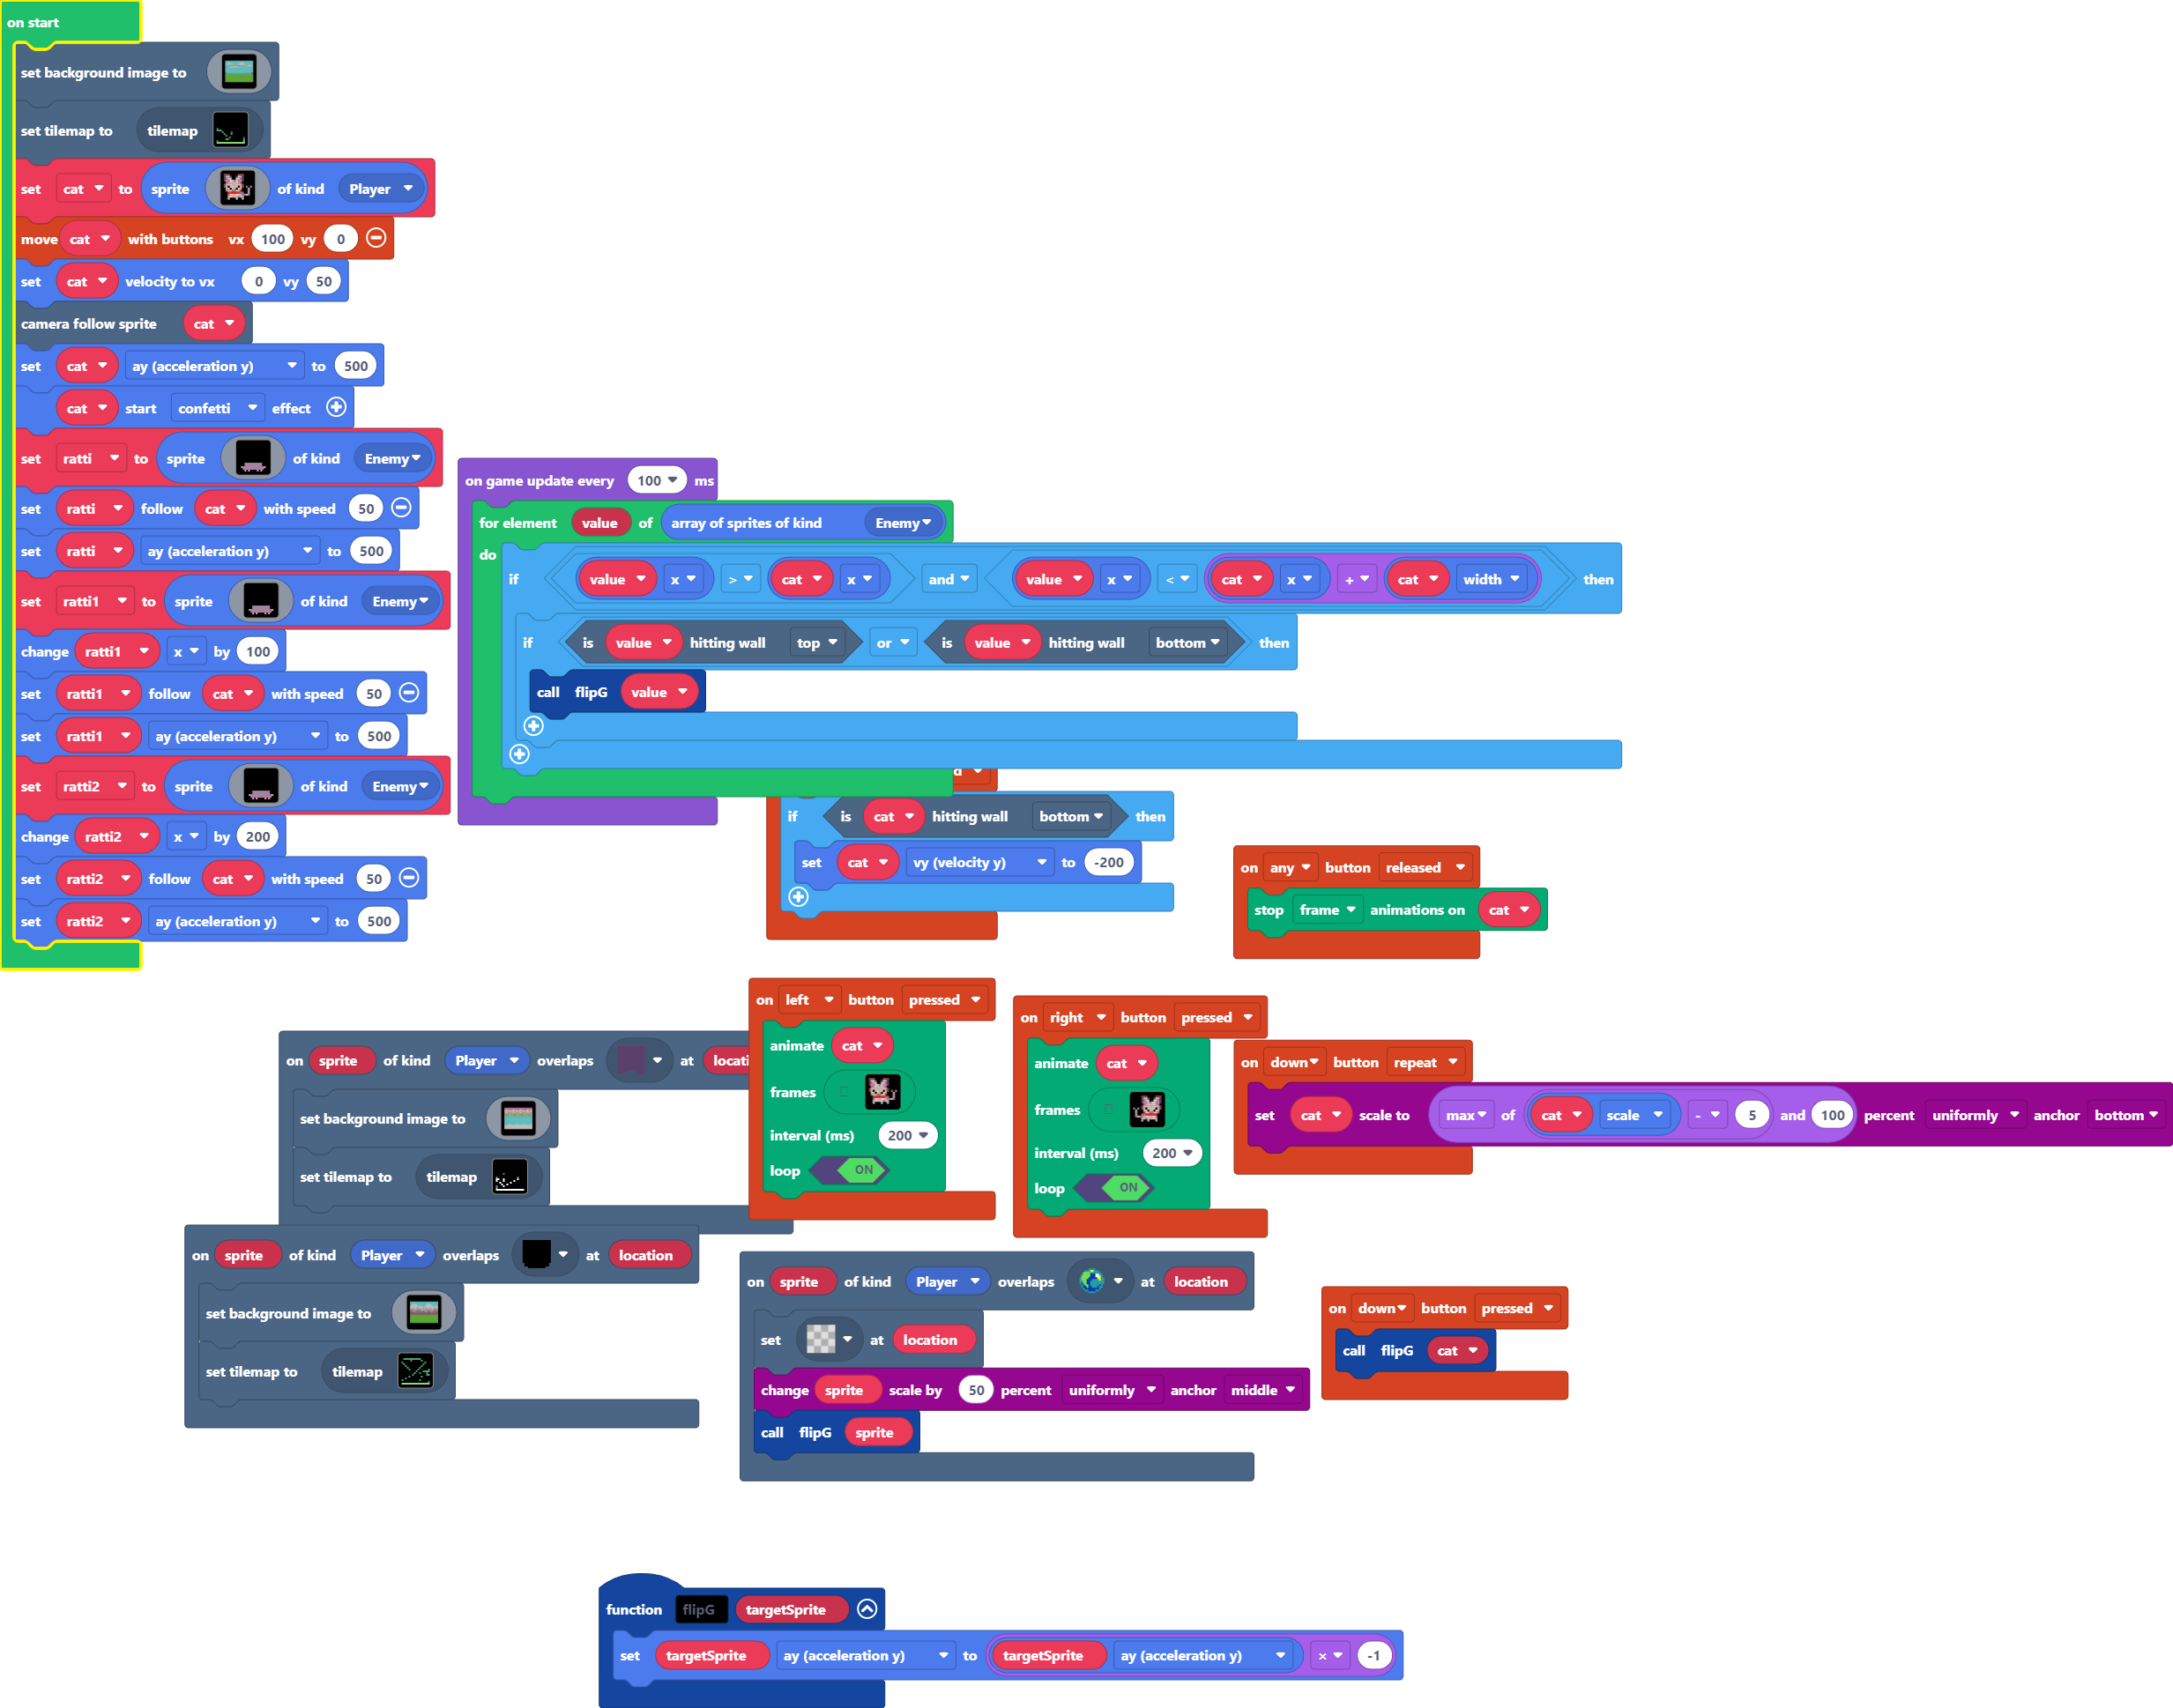 on start
set background image to
set tilemap to tilemap
set cat to sprite of kind Player
move cat with buttons vx 100 vy 0
set cat velocity to vx 0 vy 50
camera follow sprite cat
set cat ay (acceleration y) to 500
cat start confetti effect
set ratti to sprite of kind Enemy
set ratti follow cat with speed 50
set ratti ay (acceleration y) to 500
set ratti1 to sprite of kind Enemy
change ratti1 x by 100
set ratti1 follow cat with speed 50
set ratti1 ay (acceleration y) to 500
set ratti2 to sprite of kind Enemy
change ratti2 x by 200
set ratti2 follow cat with speed 50
set ratti2 ay (acceleration y) to 500
on game update every 100 ms
for element value of array of sprites of kind Enemy
do
if value x > cat x and value x < cat x + cat width then
if is value hitting wall top or is value hitting wall bottom then
call flipG value
if is cat hitting wall bottom then
set cat vy (velocity y) to -200
on any button released
stop frame animations on cat
on left button pressed
animate cat
frames
interval (ms) 200
loop ON
on right button pressed
animate cat
frames
interval (ms) 200
loop ON
on down button repeat
set cat scale to max of cat scale - 5 and 100 percent uniformly anchor bottom
on sprite of kind Player overlaps at locati
set background image to
set tilemap to tilemap
on sprite of kind Player overlaps at location
set background image to
set tilemap to tilemap
on sprite of kind Player overlaps at location
set at location
change sprite scale by 50 percent uniformly anchor middle
call flipG sprite
on down button pressed
call flipG cat
function flipG targetSprite
set targetSprite ay (acceleration y) to targetSprite ay (acceleration y) × -1